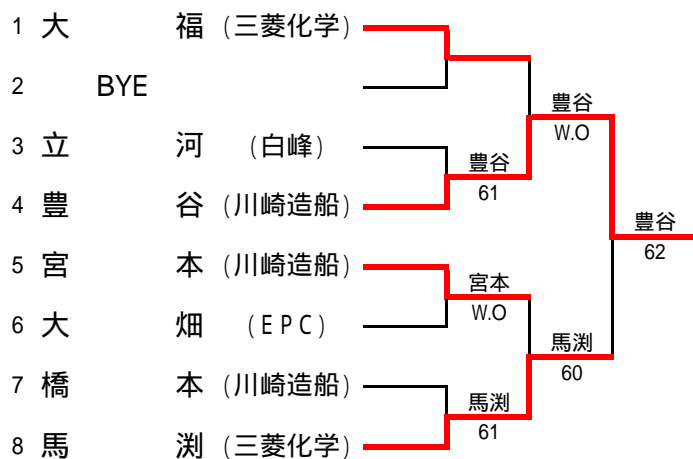 1 大 福 (三菱化学)
2 BYE
3 立 河 (白峰)
4 豊 谷 (川崎造船)
5 宮 本 (川崎造船)
6 大 畑 (EPC)
7 橋 本 (川崎造船)
8 馬 渕 (三菱化学)
豊谷
61
宮本
W.O
馬渕
61
豊谷
W.O
馬渕
60
豊谷
62